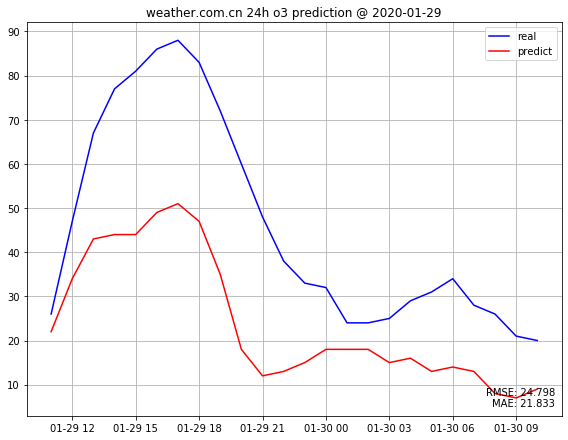 weather.com.cn 24h o3 prediction @ 2020-01-29
real
predict
90
80
70
60
50
40
30
20
10
RMSE: 24.798
MAE: 21.833
01-29 12 01-29 15 01-29 18 01-29 21 01-30 00 01-30 03 01-30 06 01-30 09